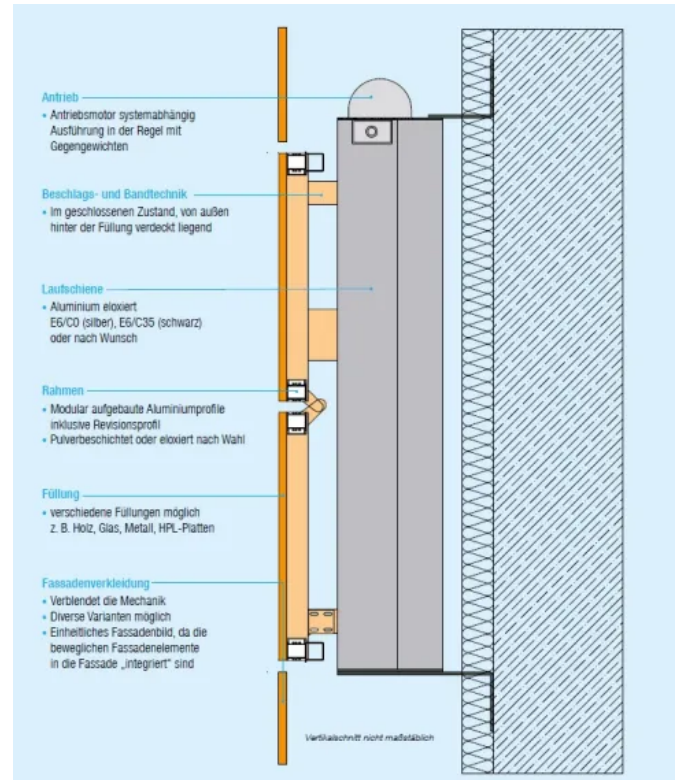 Antrieb
• Antriebsmotor systemabhängig
Ausführung in der Regel mit
Gegengewichten
Beschlags- und Bandtechnik
• Im geschlossenen Zustand, von außen
hinter der Füllung verdeckt liegend
Laufschiene
• Aluminium eloxiert
E6/C0 (silber), E6/C35 (schwarz)
oder nach Wunsch
Rahmen
• Modular aufgebaute Aluminiumprofile
inklusive Revisionsprofil
• Pulverbeschichtet oder eloxiert nach Wahl
Füllung
• verschiedene Füllungen möglich
z. B. Holz, Glas, Metall, HPL-Platten
Fassadenverkleidung
• Verblendet die Mechanik
• Diverse Varianten möglich
• Einheitliches Fassadenbild, da die
beweglichen Fassadenelemente
in die Fassade „integriert" sind
Vertikalschnitt nicht maßstäblich